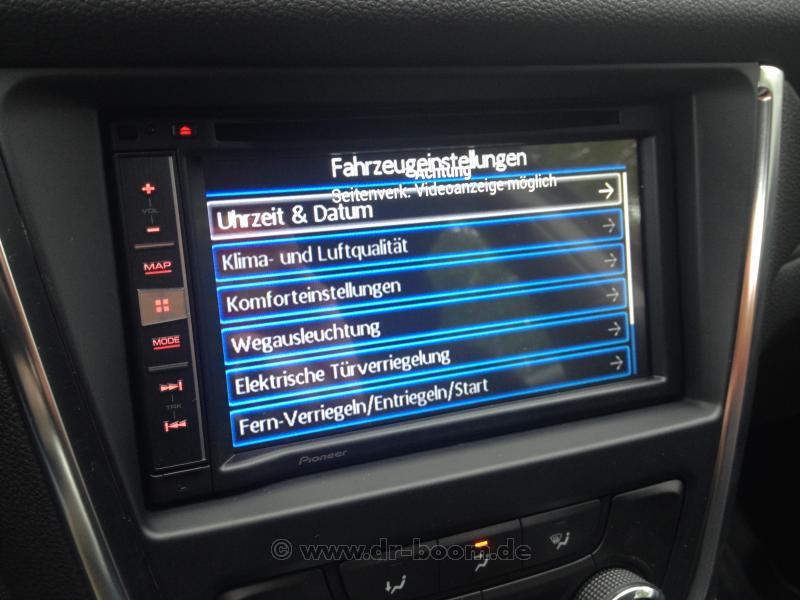 Fahrzeugeinstellungen
Achtung
Seitenverk. Videoanzeige möglich
Uhrzeit & Datum
Klima- und Luftqualität
Komforteinstellungen
Wegausleuchtung
Elektrische Türverriegelung
Fern-Verriegeln/Entriegeln/Start
+
VOL
−
MAP
MODE
TRK
Pioneer
© www.dr-boom.de